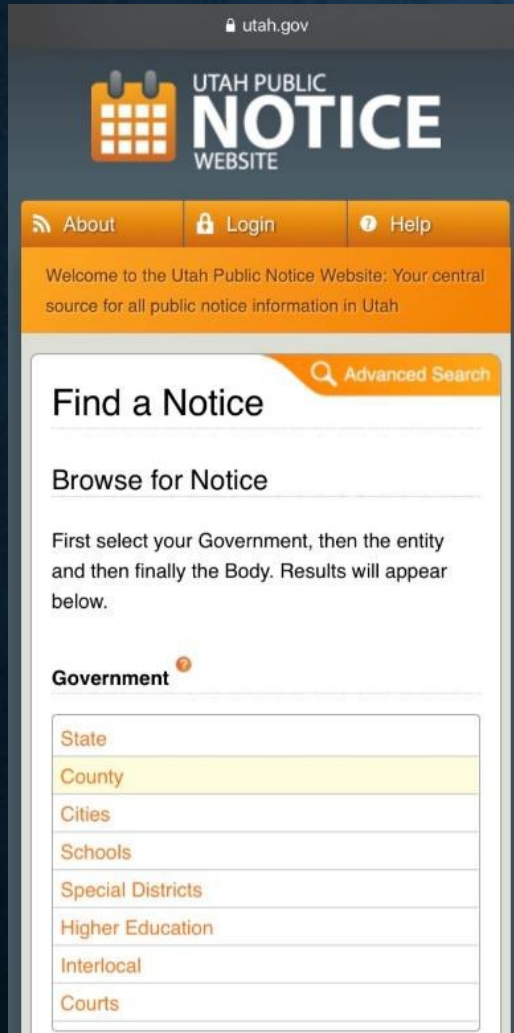 utah.gov
UTAH PUBLIC
NOTICE
WEBSITE
About
Login
Help
Welcome to the Utah Public Notice Website: Your central
source for all public notice information in Utah
Advanced Search
Find a Notice
Browse for Notice
First select your Government, then the entity
and then finally the Body. Results will appear
below.
Government ?
State
County
Cities
Schools
Special Districts
Higher Education
Interlocal
Courts